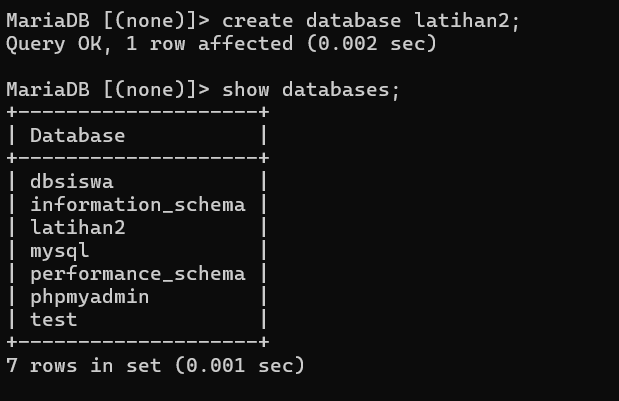 MariaDB [(none)]> create database latihan2;
Query OK, 1 row affected (0.002 sec)

MariaDB [(none)]> show databases;
+--------------------+
| Database           |
+--------------------+
| dbsiswa            |
| information_schema |
| latihan2           |
| mysql              |
| performance_schema |
| phpmyadmin         |
| test               |
+--------------------+
7 rows in set (0.001 sec)